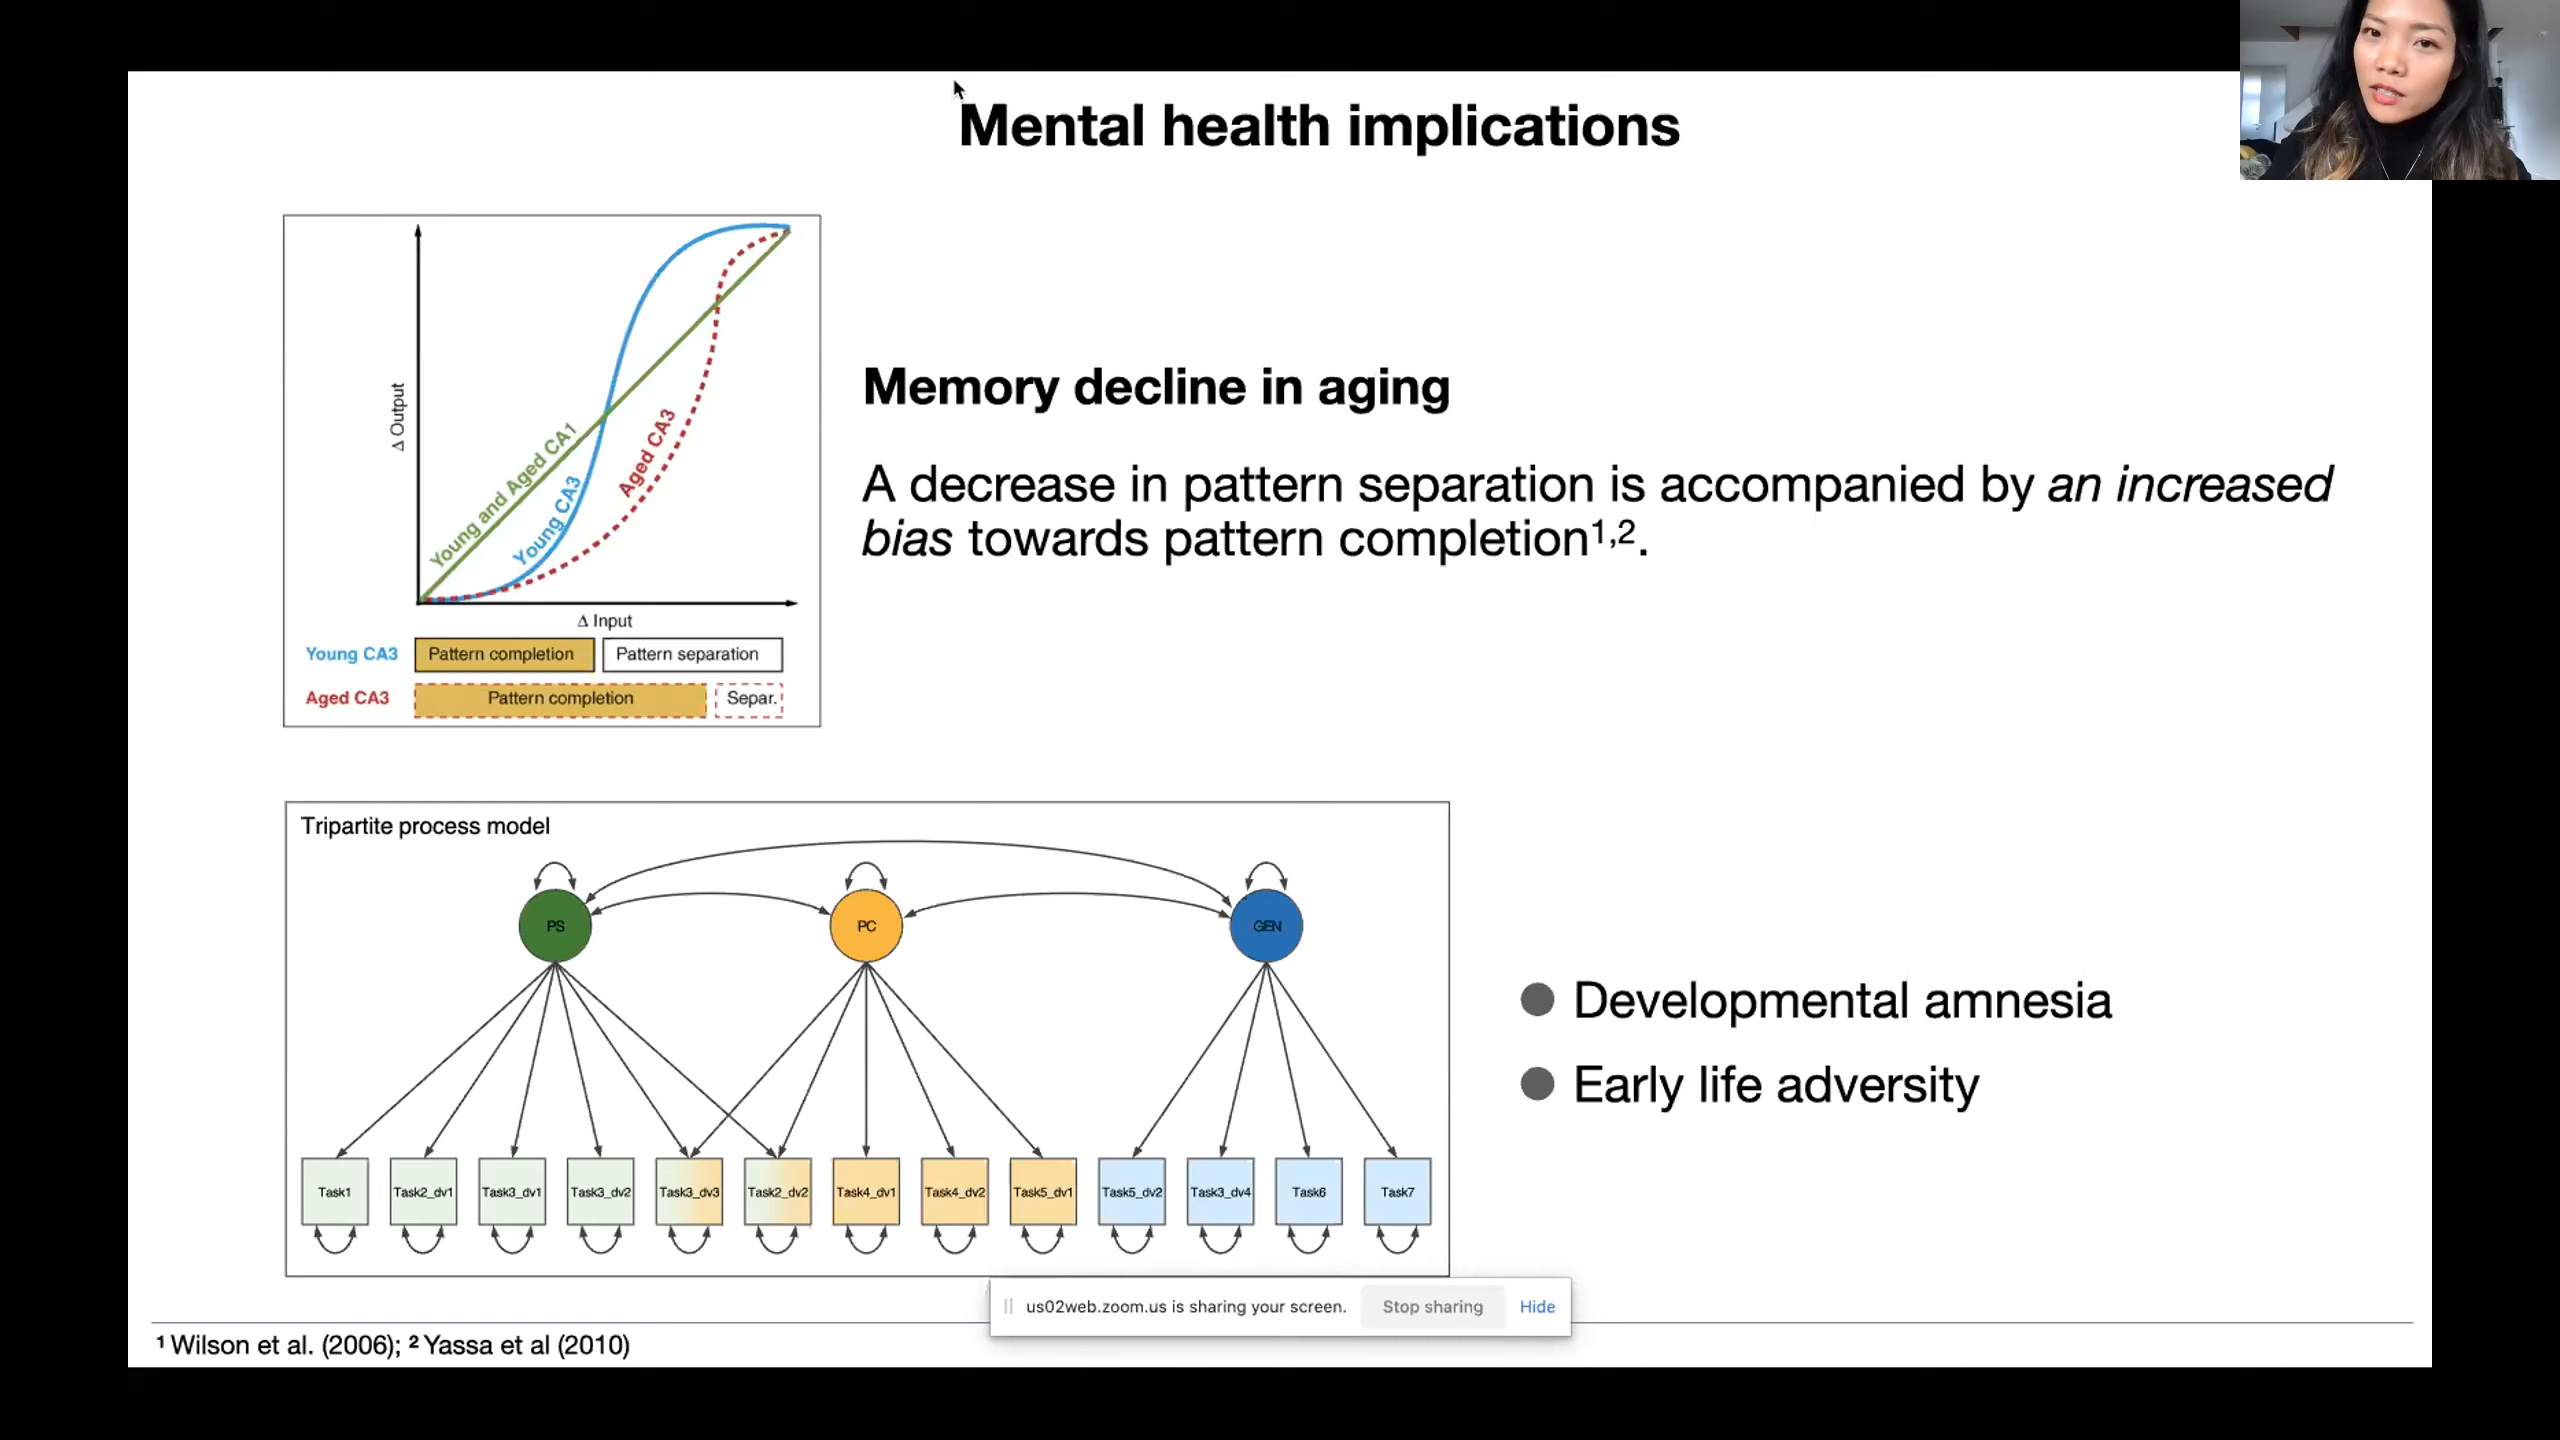 Mental health implications
Δ Output
Young and Aged CA1
Young CA3
Aged CA3
Δ Input
Young CA3
Pattern completion
Pattern separation
Aged CA3
Pattern completion
Separ.
Memory decline in aging
A decrease in pattern separation is accompanied by an increased
bias towards pattern completion1,2.
Tripartite process model
PS
PC
GEN
Task1
Task2_dv1
Task3_dv1
Task3_dv2
Task3_dv3
Task2_dv2
Task4_dv1
Task4_dv2
Task5_dv1
Task5_dv2
Task3_dv4
Task6
Task7
● Developmental amnesia
● Early life adversity
us02web.zoom.us is sharing your screen.
Stop sharing
Hide
1 Wilson et al. (2006); 2 Yassa et al (2010)